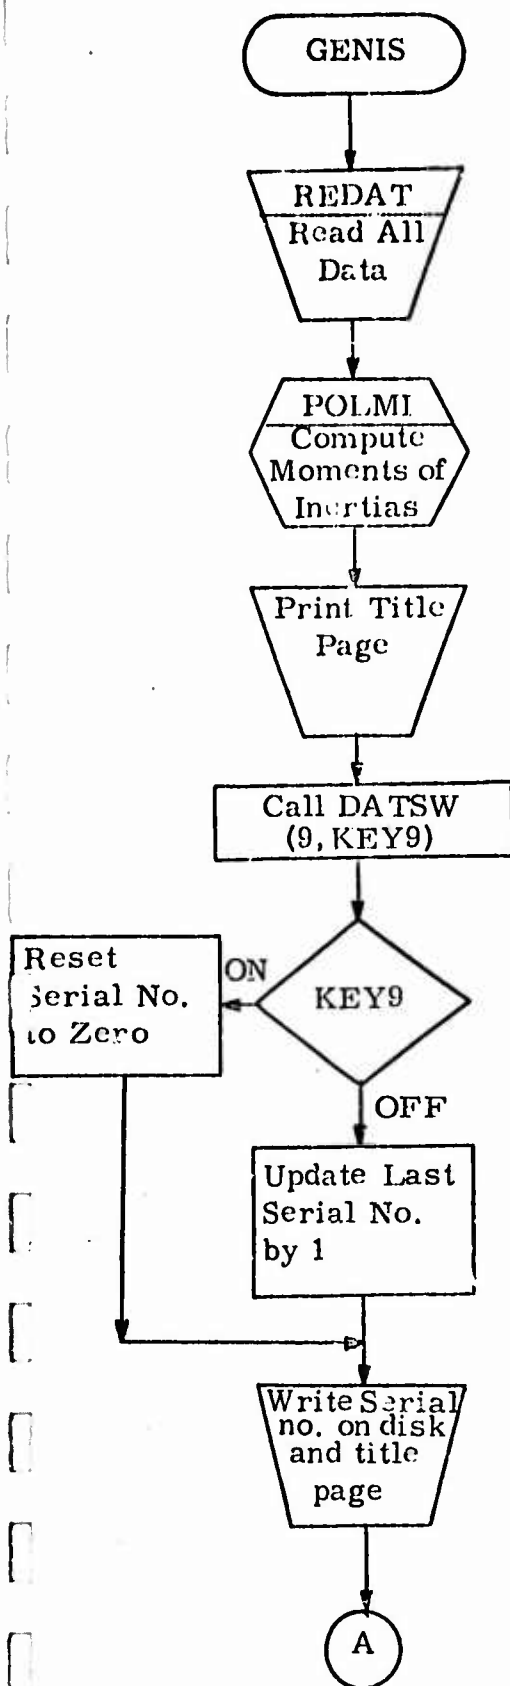 GENIS
REDAT
Read All
Data
POLMI
Compute
Moments of
Inertias
Print Title
Page
Call DATSW
(9, KEY9)
KEY9
ON
Reset
Serial No.
to Zero
OFF
Update Last
Serial No.
by 1
Write Serial
no. on disk
and title
page
A